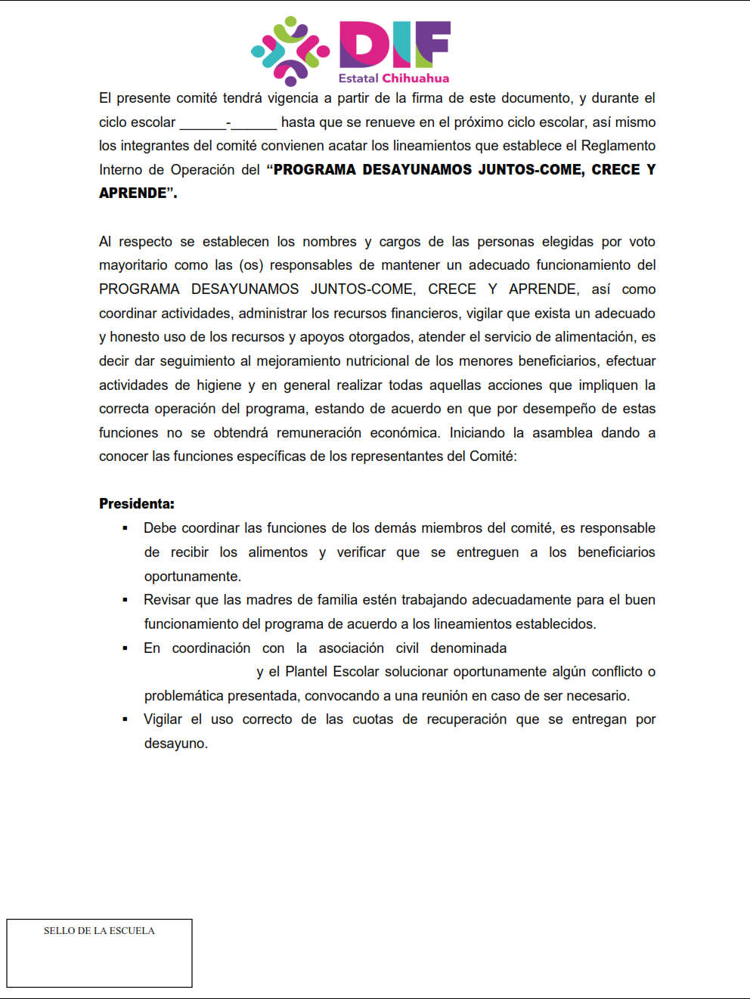 DIF
Estatal Chihuahua
El presente comité tendrá vigencia a partir de la firma de este documento, y durante el
ciclo escolar ______-______ hasta que se renueve en el próximo ciclo escolar, así mismo
los integrantes del comité convienen acatar los lineamientos que establece el Reglamento
Interno de Operación del “PROGRAMA DESAYUNAMOS JUNTOS-COME, CRECE Y
APRENDE”.
Al respecto se establecen los nombres y cargos de las personas elegidas por voto
mayoritario como las (os) responsables de mantener un adecuado funcionamiento del
PROGRAMA DESAYUNAMOS JUNTOS-COME, CRECE Y APRENDE, así como
coordinar actividades, administrar los recursos financieros, vigilar que exista un adecuado
y honesto uso de los recursos y apoyos otorgados, atender el servicio de alimentación, es
decir dar seguimiento al mejoramiento nutricional de los menores beneficiarios, efectuar
actividades de higiene y en general realizar todas aquellas acciones que impliquen la
correcta operación del programa, estando de acuerdo en que por desempeño de estas
funciones no se obtendrá remuneración económica. Iniciando la asamblea dando a
conocer las funciones específicas de los representantes del Comité:
Presidenta:
▪ Debe coordinar las funciones de los demás miembros del comité, es responsable
de recibir los alimentos y verificar que se entreguen a los beneficiarios
oportunamente.
▪ Revisar que las madres de familia estén trabajando adecuadamente para el buen
funcionamiento del programa de acuerdo a los lineamientos establecidos.
▪ En coordinación con la asociación civil denominada
y el Plantel Escolar solucionar oportunamente algún conflicto o
problemática presentada, convocando a una reunión en caso de ser necesario.
▪ Vigilar el uso correcto de las cuotas de recuperación que se entregan por
desayuno.
SELLO DE LA ESCUELA